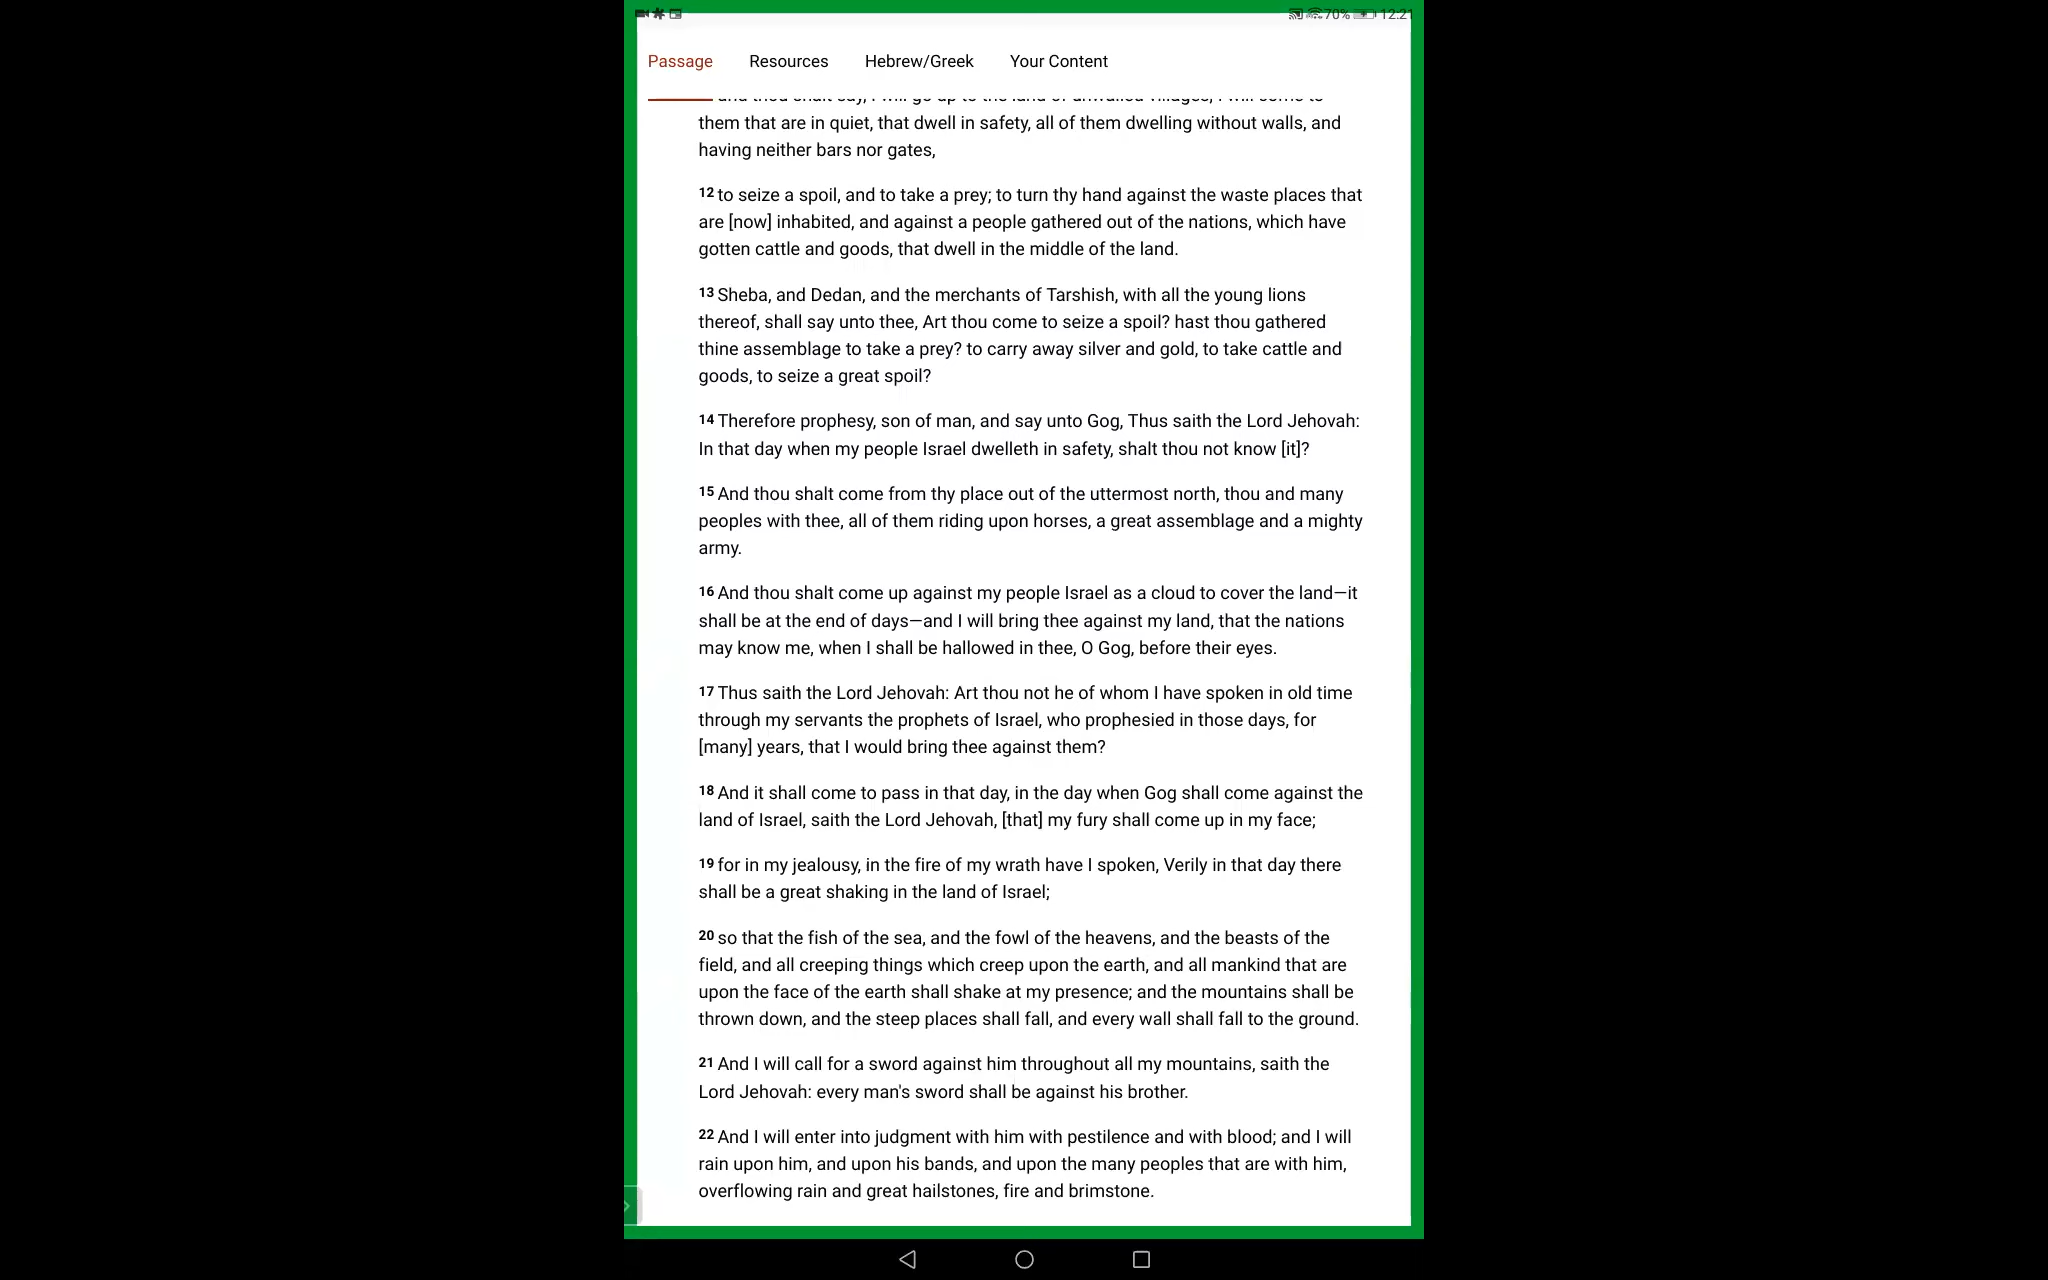 70% 12:21
Passage Resources Hebrew/Greek Your Content
and thou shalt say, I will go up to the land of unwalled villages; I will come to
them that are in quiet, that dwell in safety, all of them dwelling without walls, and
having neither bars nor gates,
12 to seize a spoil, and to take a prey; to turn thy hand against the waste places that
are [now] inhabited, and against a people gathered out of the nations, which have
gotten cattle and goods, that dwell in the middle of the land.
13 Sheba, and Dedan, and the merchants of Tarshish, with all the young lions
thereof, shall say unto thee, Art thou come to seize a spoil? hast thou gathered
thine assemblage to take a prey? to carry away silver and gold, to take cattle and
goods, to seize a great spoil?
14 Therefore prophesy, son of man, and say unto Gog, Thus saith the Lord Jehovah:
In that day when my people Israel dwelleth in safety, shalt thou not know [it]?
15 And thou shalt come from thy place out of the uttermost north, thou and many
peoples with thee, all of them riding upon horses, a great assemblage and a mighty
army.
16 And thou shalt come up against my people Israel as a cloud to cover the land—it
shall be at the end of days—and I will bring thee against my land, that the nations
may know me, when I shall be hallowed in thee, O Gog, before their eyes.
17 Thus saith the Lord Jehovah: Art thou not he of whom I have spoken in old time
through my servants the prophets of Israel, who prophesied in those days, for
[many] years, that I would bring thee against them?
18 And it shall come to pass in that day, in the day when Gog shall come against the
land of Israel, saith the Lord Jehovah, [that] my fury shall come up in my face;
19 for in my jealousy, in the fire of my wrath have I spoken, Verily in that day there
shall be a great shaking in the land of Israel;
20 so that the fish of the sea, and the fowl of the heavens, and the beasts of the
field, and all creeping things which creep upon the earth, and all mankind that are
upon the face of the earth shall shake at my presence; and the mountains shall be
thrown down, and the steep places shall fall, and every wall shall fall to the ground.
21 And I will call for a sword against him throughout all my mountains, saith the
Lord Jehovah: every man's sword shall be against his brother.
22 And I will enter into judgment with him with pestilence and with blood; and I will
rain upon him, and upon his bands, and upon the many peoples that are with him,
overflowing rain and great hailstones, fire and brimstone.